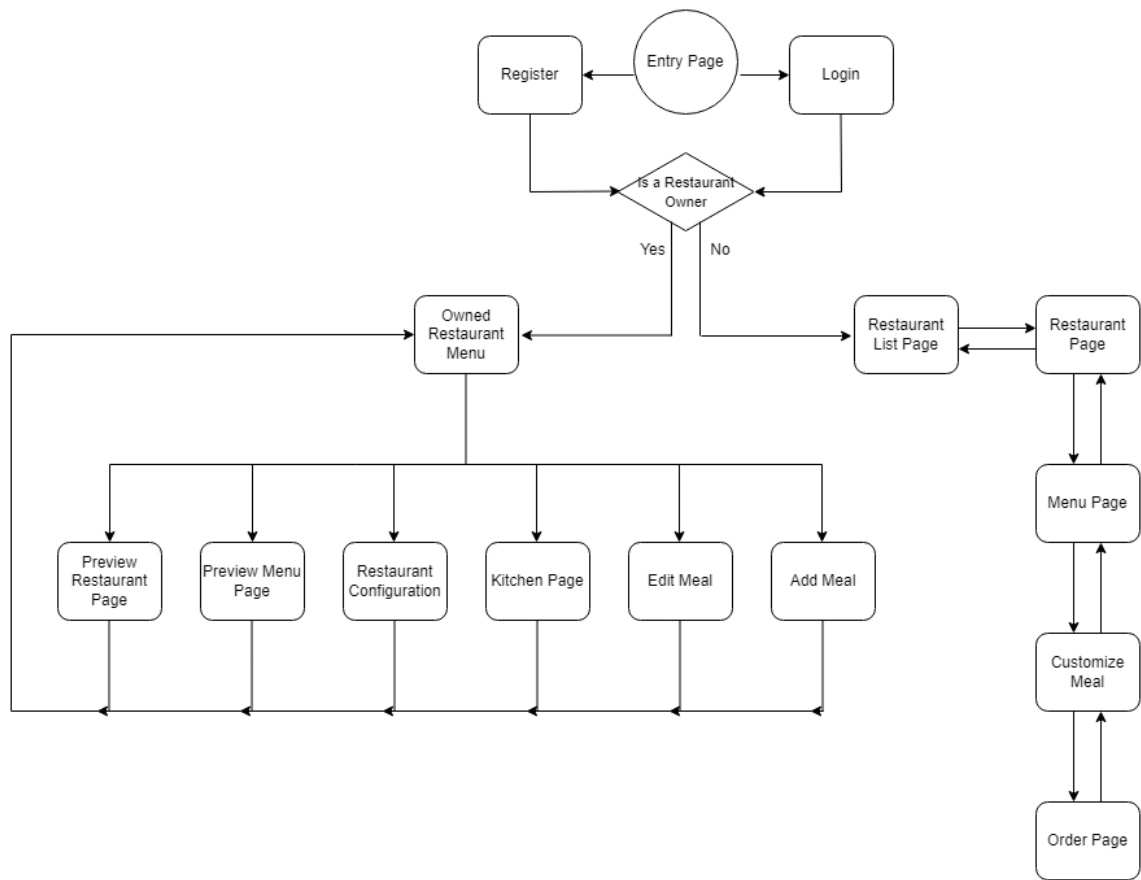 Entry Page
Register
Login
Is a Restaurant
Owner
Yes
No
Owned
Restaurant
Menu
Restaurant
List Page
Restaurant
Page
Menu Page
Preview
Restaurant
Page
Preview Menu
Page
Restaurant
Configuration
Kitchen Page
Edit Meal
Add Meal
Customize
Meal
Order Page